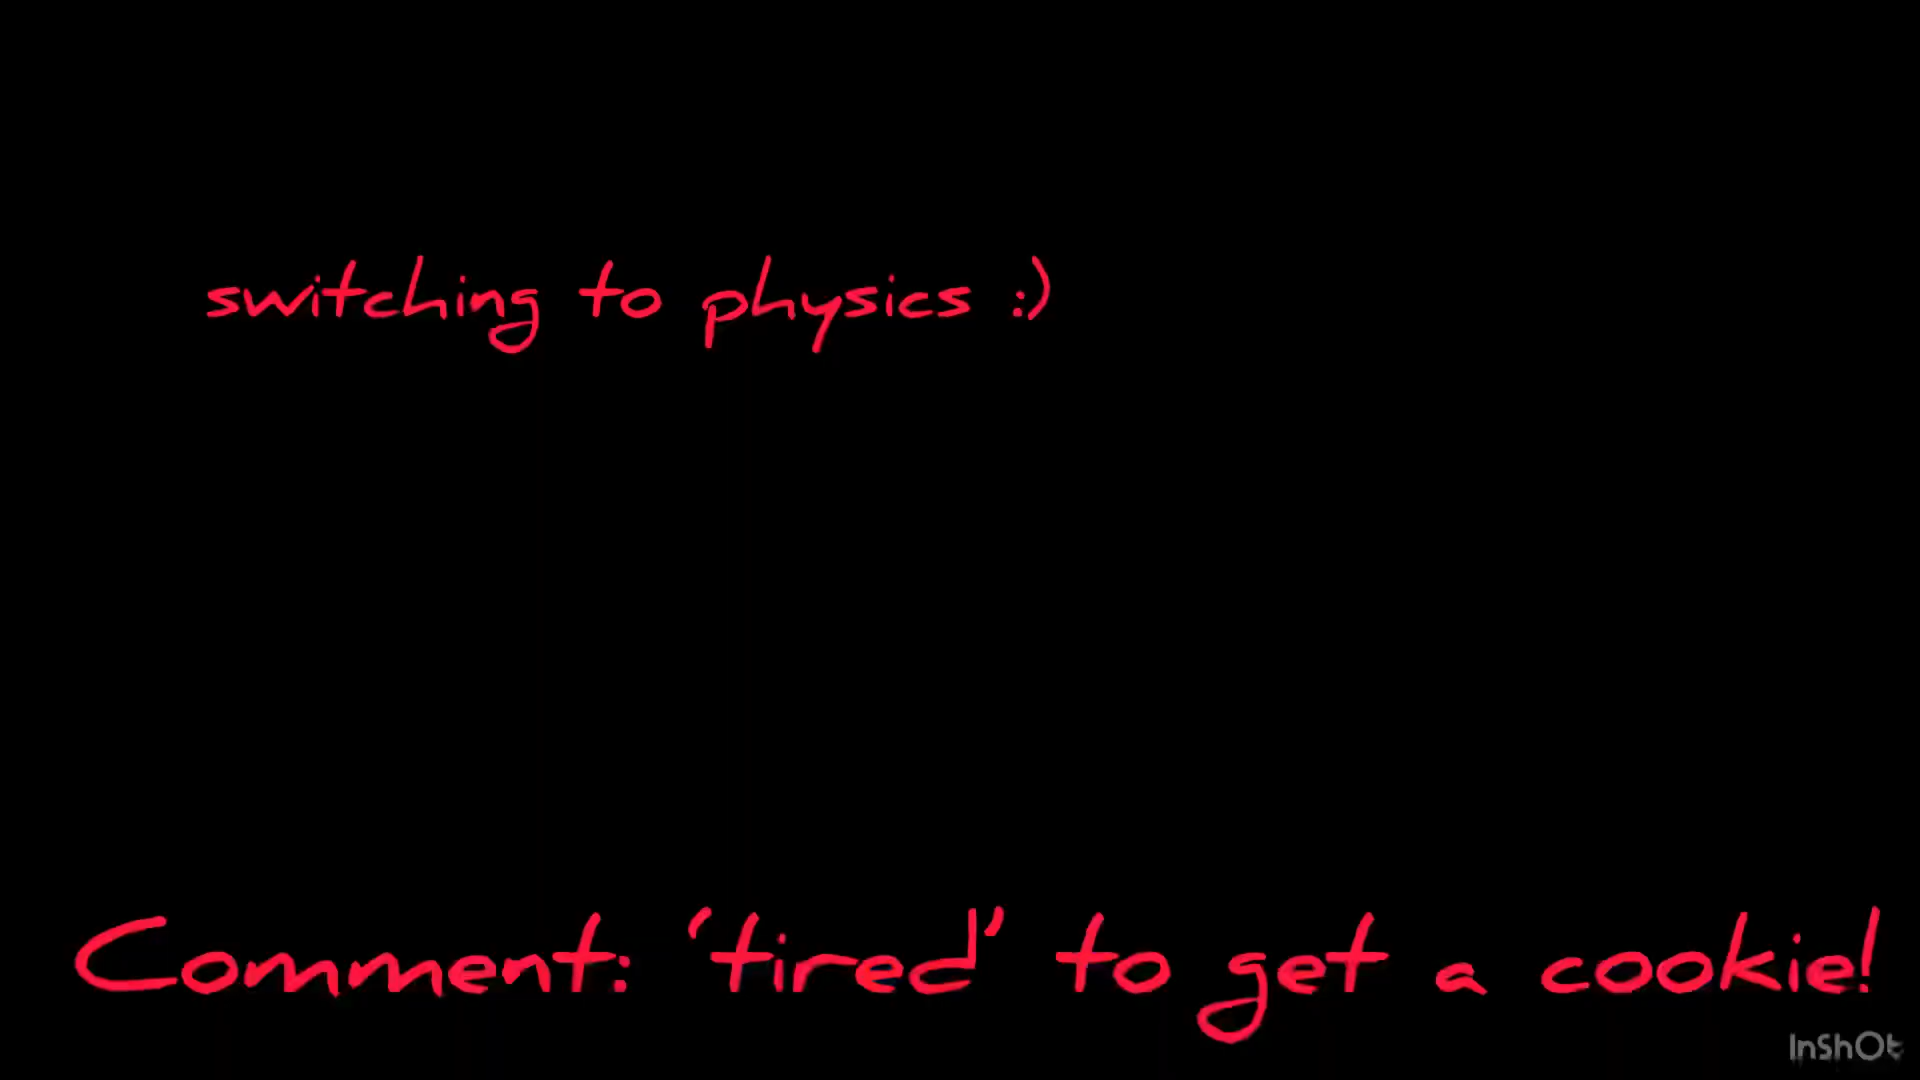 switching to physics :)
Comment: ‘tired’ to get a cookie!
InShOt